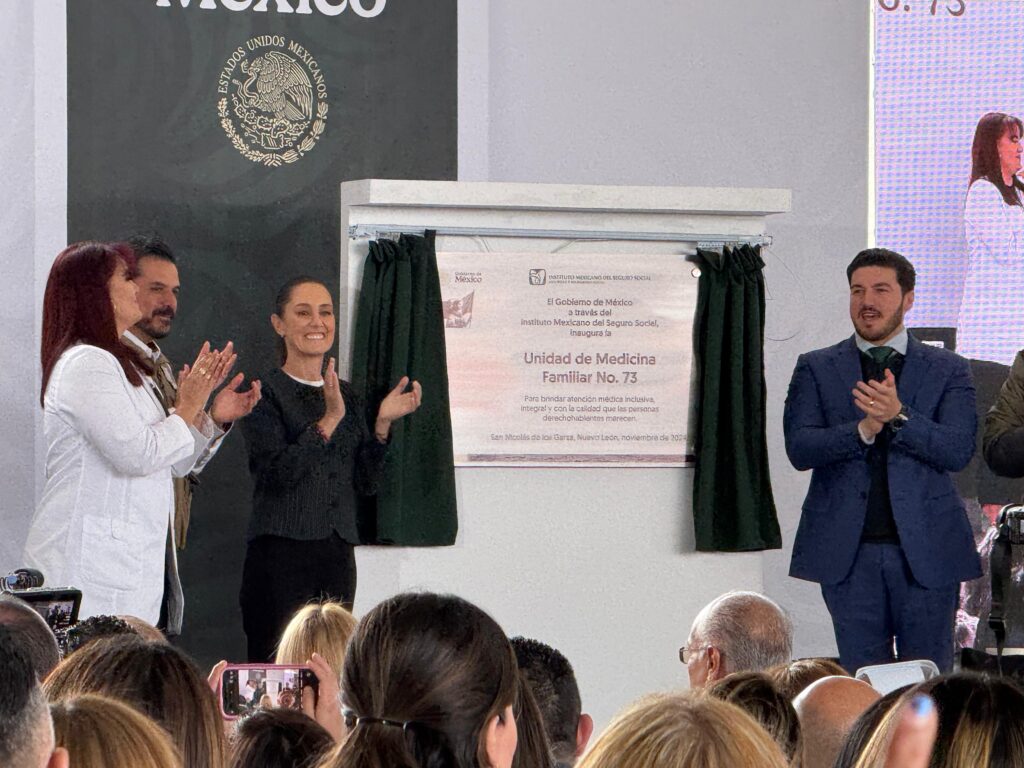 MÉXICO
ESTADOS UNIDOS MEXICANOS
Gobierno de
México
INSTITUTO MEXICANO DEL SEGURO SOCIAL
El Gobierno de México
a través del
Instituto Mexicano del Seguro Social,
inaugura la
Unidad de Medicina
Familiar No. 73
Para brindar atención médica inclusiva,
integral y con la calidad que las personas
derechohabientes merecen.
San Nicolás de los Garza, Nuevo León, noviembre de 2024
o. 73